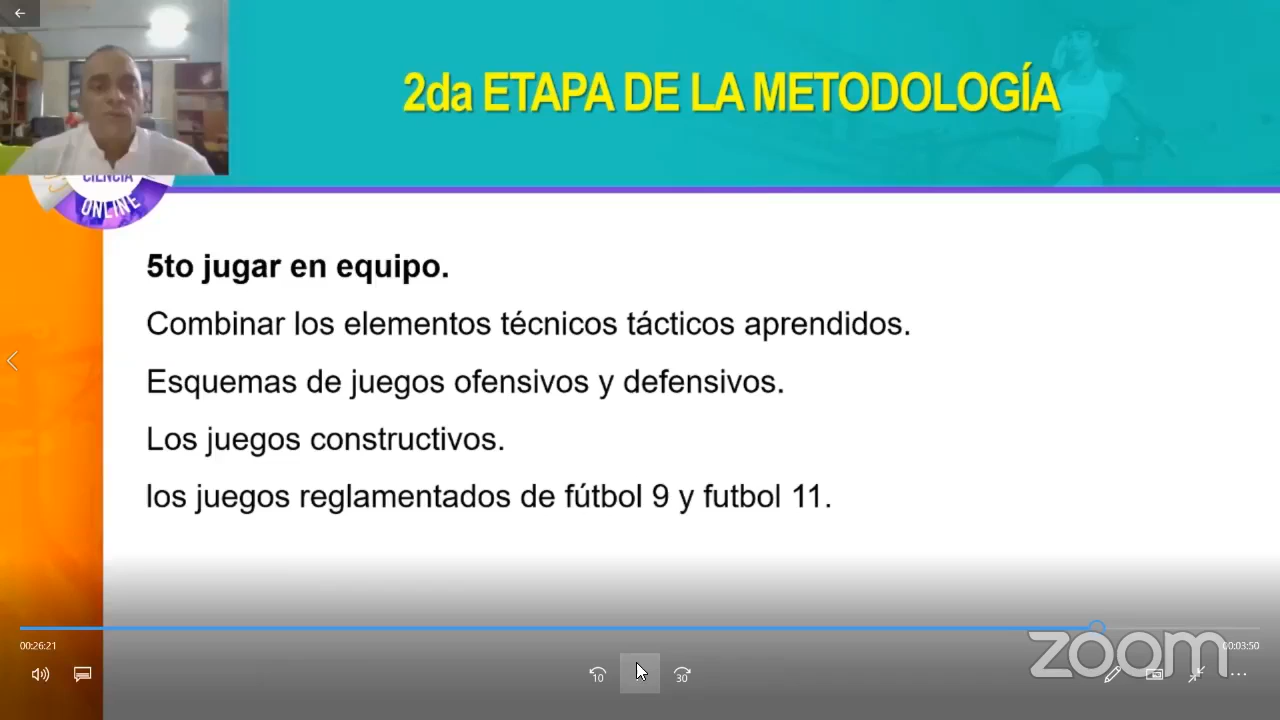 2da ETAPA DE LA METODOLOGÍA
CIENCIA
ONLINE
5to jugar en equipo.
Combinar los elementos técnicos tácticos aprendidos.
Esquemas de juegos ofensivos y defensivos.
Los juegos constructivos.
los juegos reglamentados de fútbol 9 y futbol 11.
zoom
00:26:21
00:03:50
10
30